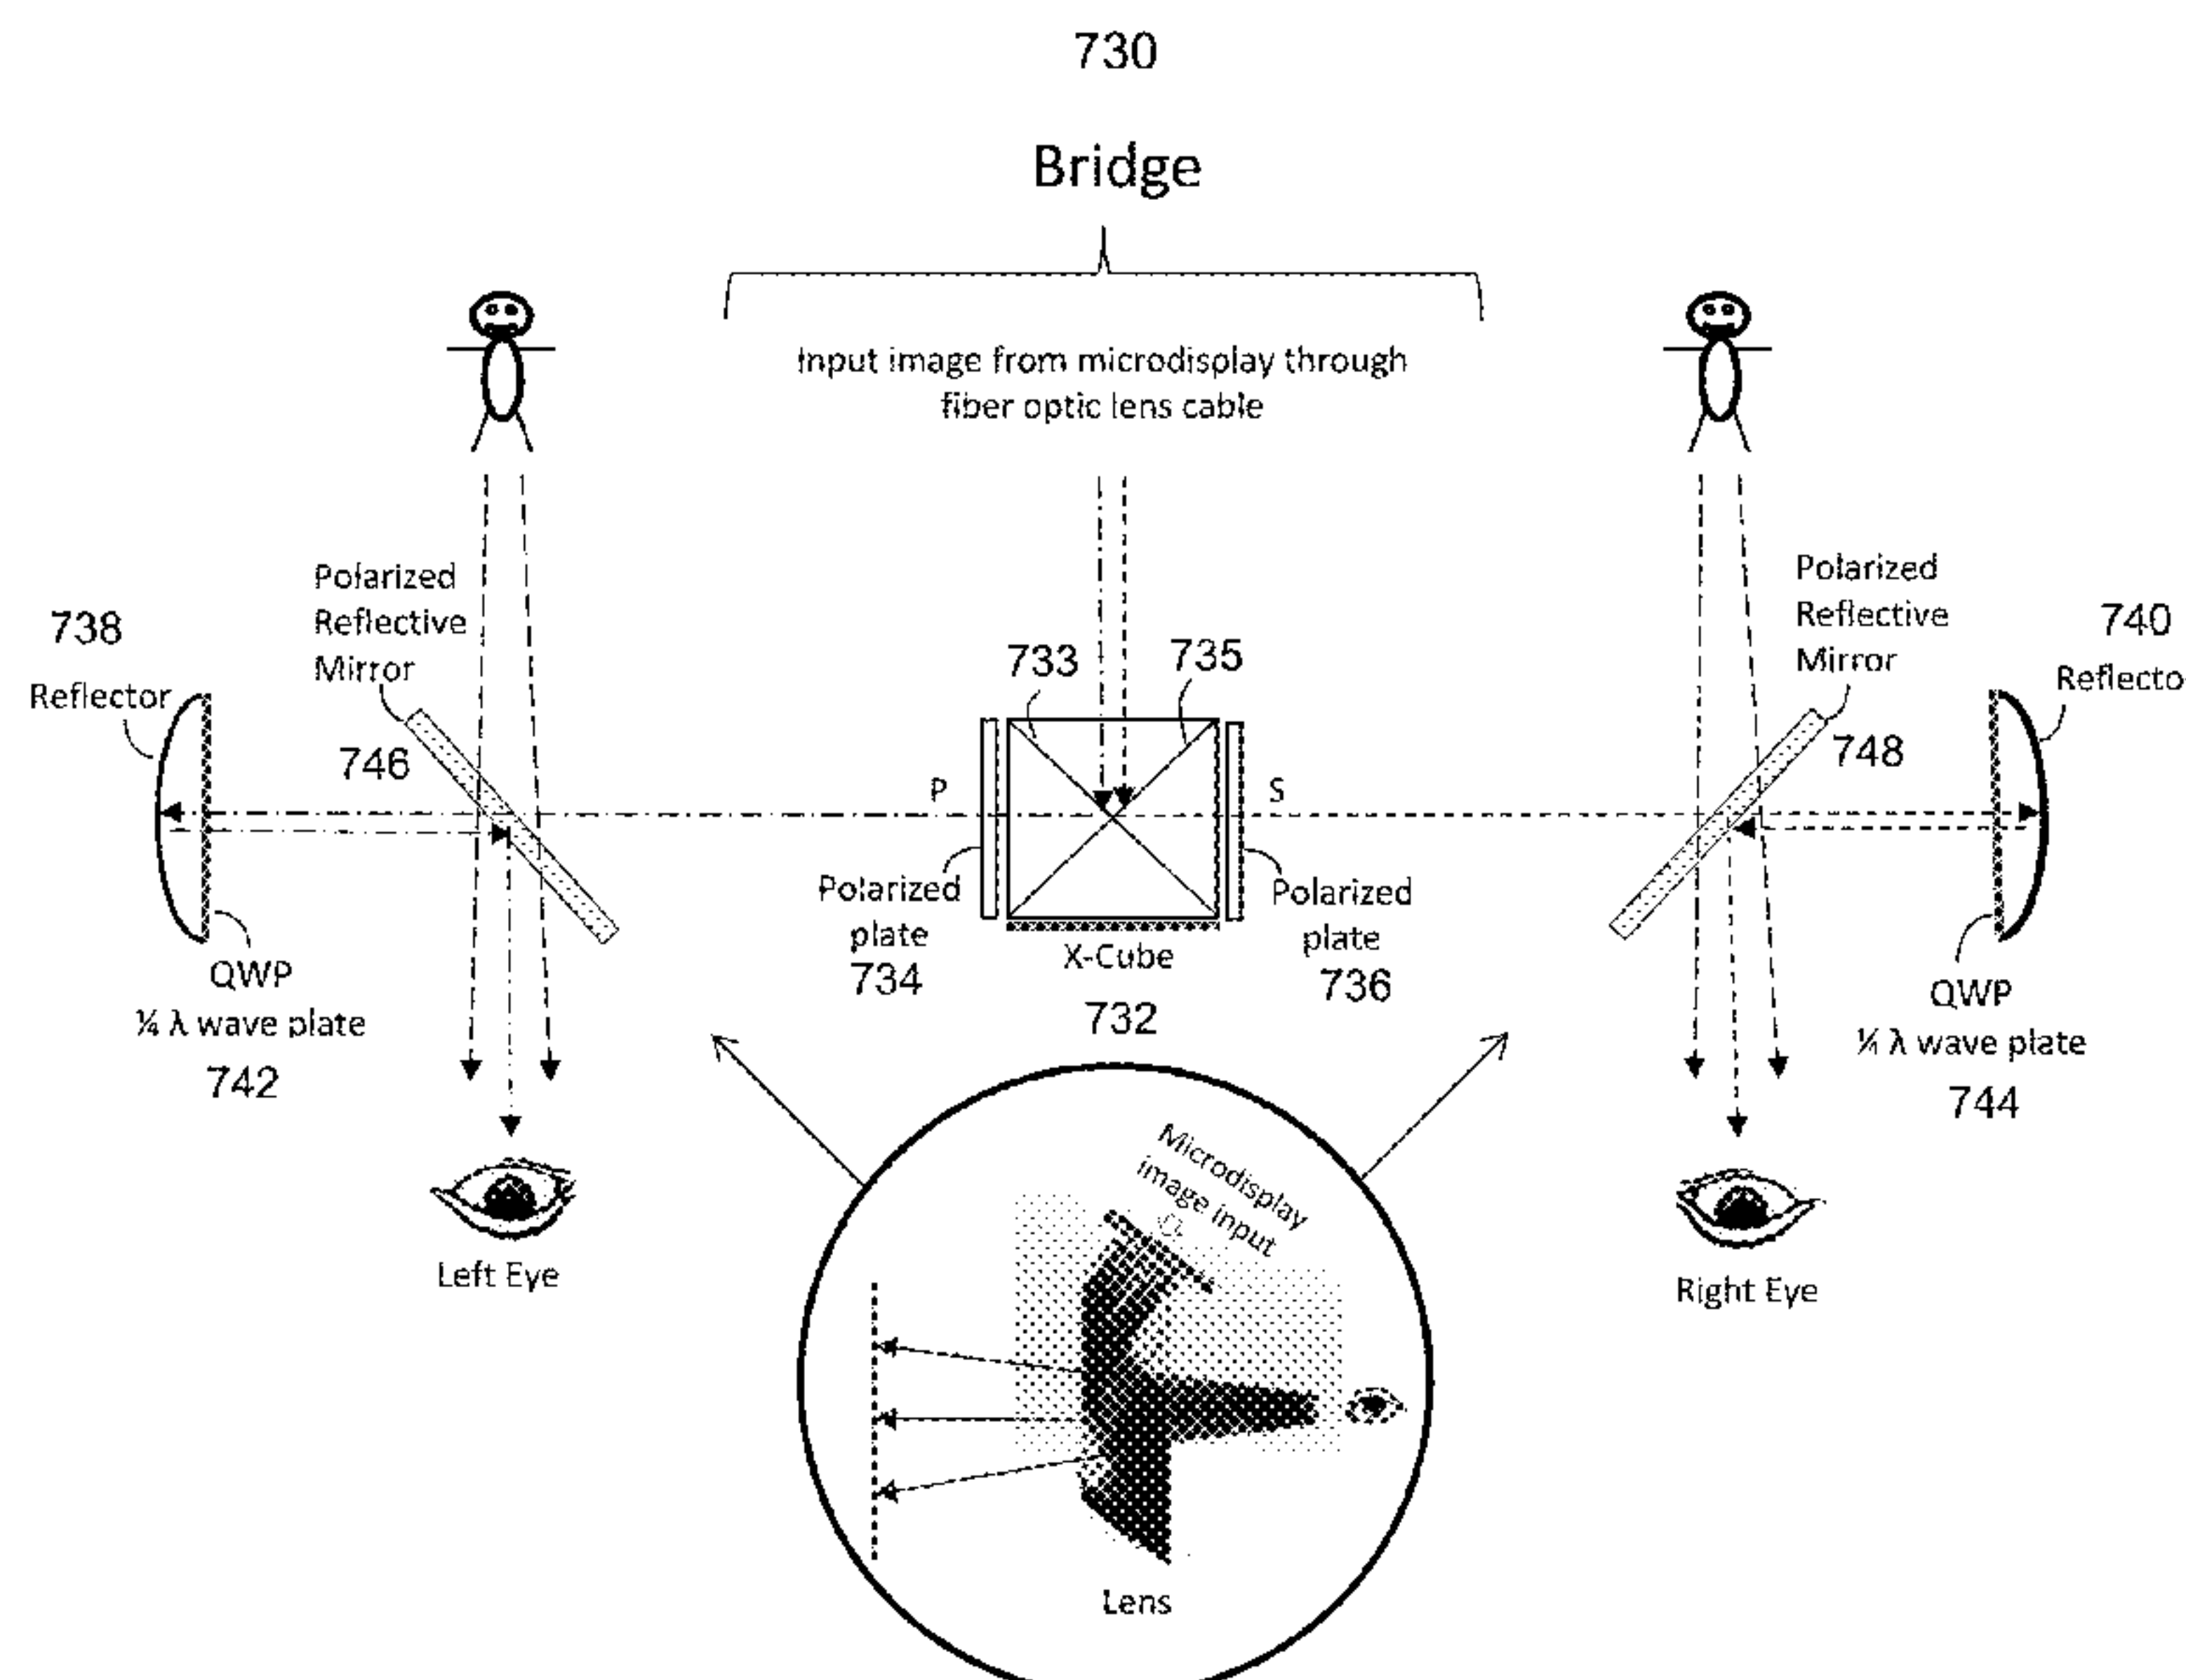 730
Bridge
Input image from microdisplay through
fiber optic lens cable
Polarized
Reflective
Mirror
738
Reflector
746
733
735
Polarized
Reflective
Mirror
740
Reflecto
748
P
S
Polarized
plate
734
X-Cube
732
Polarized
plate
736
QWP
¼ λ wave plate
742
QWP
¼ λ wave plate
744
Left Eye
Right Eye
Microdisplay
image input
Lens